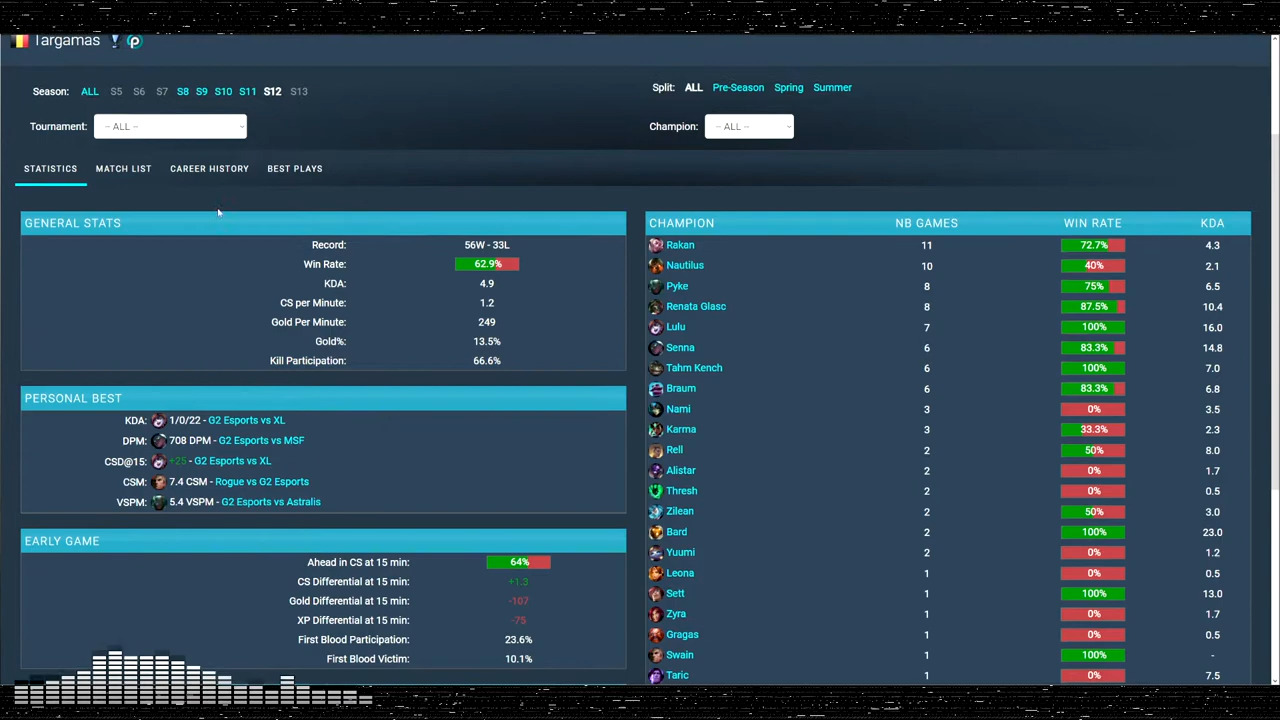 Targamas
Season: ALL S5 S6 S7 S8 S9 S10 S11 S12 S13
Split: ALL Pre-Season Spring Summer
Tournament: -- ALL --
Champion: -- ALL --
STATISTICS MATCH LIST CAREER HISTORY BEST PLAYS
GENERAL STATS
Record: 56W - 33L
Win Rate: 62.9%
KDA: 4.9
CS per Minute: 1.2
Gold Per Minute: 249
Gold%: 13.5%
Kill Participation: 66.6%
PERSONAL BEST
KDA: 1/0/22 - G2 Esports vs XL
DPM: 708 DPM - G2 Esports vs MSF
CSD@15: +25 - G2 Esports vs XL
CSM: 7.4 CSM - Rogue vs G2 Esports
VSPM: 5.4 VSPM - G2 Esports vs Astralis
EARLY GAME
Ahead in CS at 15 min: 64%
CS Differential at 15 min: +1.3
Gold Differential at 15 min: -107
XP Differential at 15 min: -75
First Blood Participation: 23.6%
First Blood Victim: 10.1%
CHAMPION NB GAMES WIN RATE KDA
Rakan 11 72.7% 4.3
Nautilus 10 40% 2.1
Pyke 8 75% 6.5
Renata Glasc 8 87.5% 10.4
Lulu 7 100% 16.0
Senna 6 83.3% 14.8
Tahm Kench 6 100% 7.0
Braum 6 83.3% 6.8
Nami 3 0% 3.5
Karma 3 33.3% 2.3
Rell 2 50% 8.0
Alistar 2 0% 1.7
Thresh 2 0% 0.5
Zilean 2 50% 3.0
Bard 2 100% 23.0
Yuumi 2 0% 1.2
Leona 1 0% 0.5
Sett 1 100% 13.0
Zyra 1 0% 1.7
Gragas 1 0% 0.5
Swain 1 100% -
Taric 1 0% 7.5